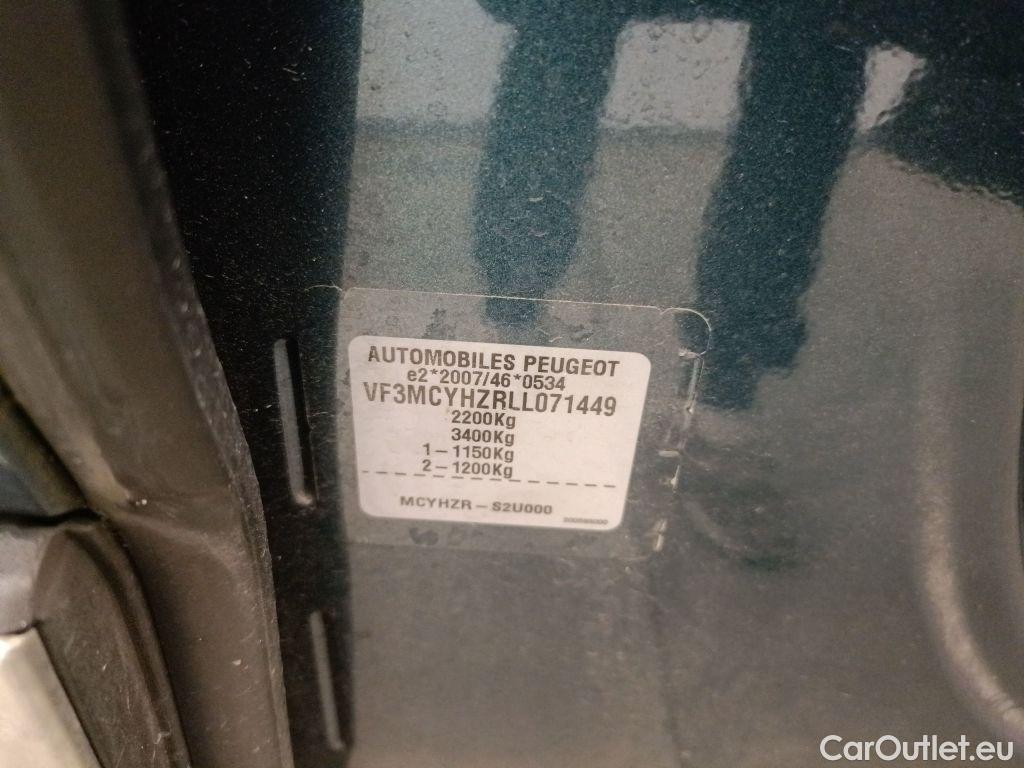 AUTOMOBILES PEUGEOT
e2*2007/46*0534
VF3MCYHZRLL071449
2200Kg
3400Kg
1-1150Kg
2-1200Kg
MCYHZR-S2U000
CarOutlet.eu